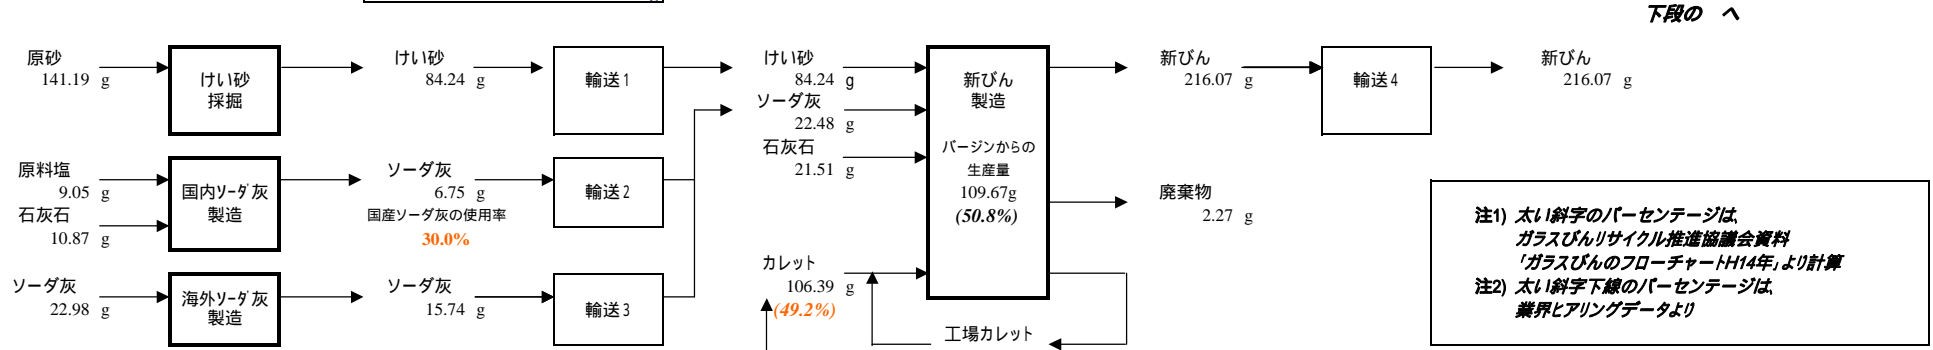 下段の へ
原砂
141.19 g
けい砂
採掘
けい砂
84.24 g
輸送1
けい砂
84.24 g
ソーダ灰
22.48 g
石灰石
21.51 g
新びん
製造
バージンからの
生産量
109.67g
(50.8%)
新びん
216.07 g
輸送4
新びん
216.07 g
原料塩
9.05 g
石灰石
10.87 g
国内ソーダ灰
製造
ソーダ灰
6.75 g
国産ソーダ灰の使用率
30.0%
輸送2
廃棄物
2.27 g
ソーダ灰
22.98 g
海外ソーダ灰
製造
ソーダ灰
15.74 g
輸送3
カレット
106.39 g
(49.2%)
工場カレット
注1) 太い斜字のパーセンテージは、
ガラスびんリサイクル推進協議会資料
「ガラスびんのフローチャートH14年」より計算
注2) 太い斜字下線のパーセンテージは、
業界ヒアリングデータより